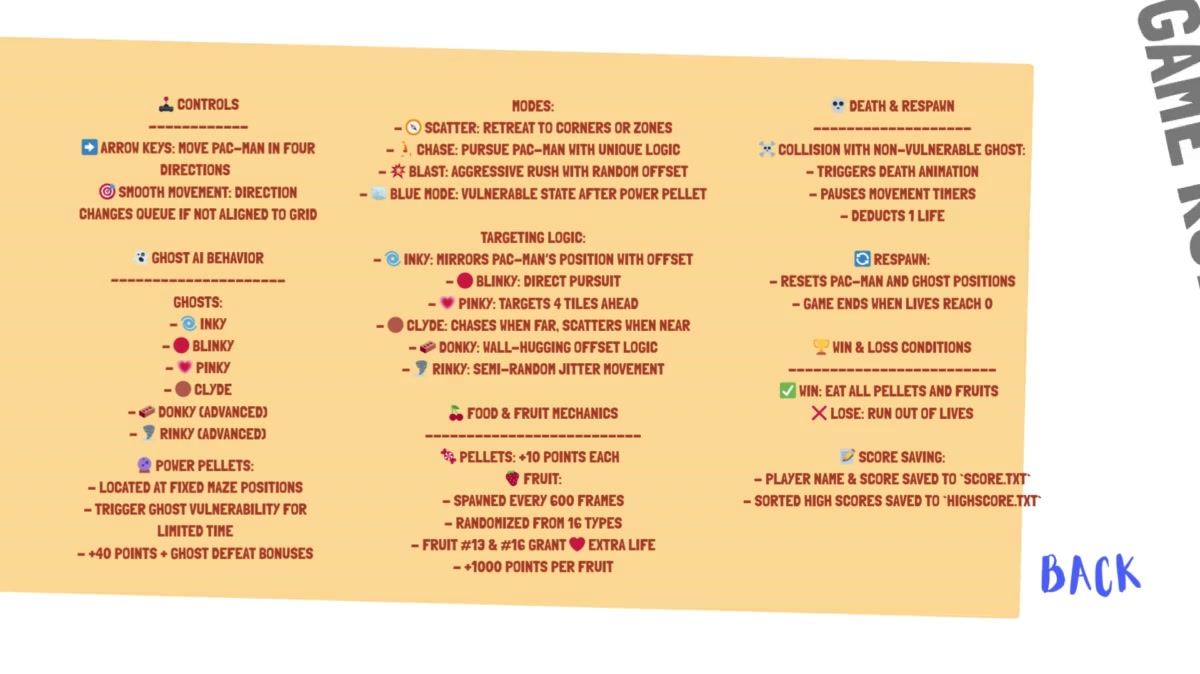 🕹️ CONTROLS
------------
➡️ ARROW KEYS: MOVE PAC-MAN IN FOUR
DIRECTIONS
🎯 SMOOTH MOVEMENT: DIRECTION
CHANGES QUEUE IF NOT ALIGNED TO GRID
👻 GHOST AI BEHAVIOR
---------------------
GHOSTS:
- 🌀 INKY
- 🔴 BLINKY
- 💗 PINKY
- 🟤 CLYDE
- 🧱 DONKY (ADVANCED)
- 🌪️ RINKY (ADVANCED)
🔮 POWER PELLETS:
- LOCATED AT FIXED MAZE POSITIONS
- TRIGGER GHOST VULNERABILITY FOR
LIMITED TIME
- +40 POINTS + GHOST DEFEAT BONUSES
MODES:
- 🧭 SCATTER: RETREAT TO CORNERS OR ZONES
- 🏃 CHASE: PURSUE PAC-MAN WITH UNIQUE LOGIC
- 💥 BLAST: AGGRESSIVE RUSH WITH RANDOM OFFSET
- 🧊 BLUE MODE: VULNERABLE STATE AFTER POWER PELLET
TARGETING LOGIC:
- 🌀 INKY: MIRRORS PAC-MAN'S POSITION WITH OFFSET
- 🔴 BLINKY: DIRECT PURSUIT
- 💗 PINKY: TARGETS 4 TILES AHEAD
- 🟤 CLYDE: CHASES WHEN FAR, SCATTERS WHEN NEAR
- 🧱 DONKY: WALL-HUGGING OFFSET LOGIC
- 🌪️ RINKY: SEMI-RANDOM JITTER MOVEMENT
🍒 FOOD & FRUIT MECHANICS
--------------------------
🍬 PELLETS: +10 POINTS EACH
🍓 FRUIT:
- SPAWNED EVERY 600 FRAMES
- RANDOMIZED FROM 16 TYPES
- FRUIT #13 & #16 GRANT ❤️ EXTRA LIFE
- +1000 POINTS PER FRUIT
💀 DEATH & RESPAWN
-------------------
☠️ COLLISION WITH NON-VULNERABLE GHOST:
- TRIGGERS DEATH ANIMATION
- PAUSES MOVEMENT TIMERS
- DEDUCTS 1 LIFE
🔄 RESPAWN:
- RESETS PAC-MAN AND GHOST POSITIONS
- GAME ENDS WHEN LIVES REACH 0
🏆 WIN & LOSS CONDITIONS
-------------------------
✅ WIN: EAT ALL PELLETS AND FRUITS
❌ LOSE: RUN OUT OF LIVES
📝 SCORE SAVING:
- PLAYER NAME & SCORE SAVED TO `SCORE.TXT`
- SORTED HIGH SCORES SAVED TO `HIGHSCORE.TXT`
GAME
BACK